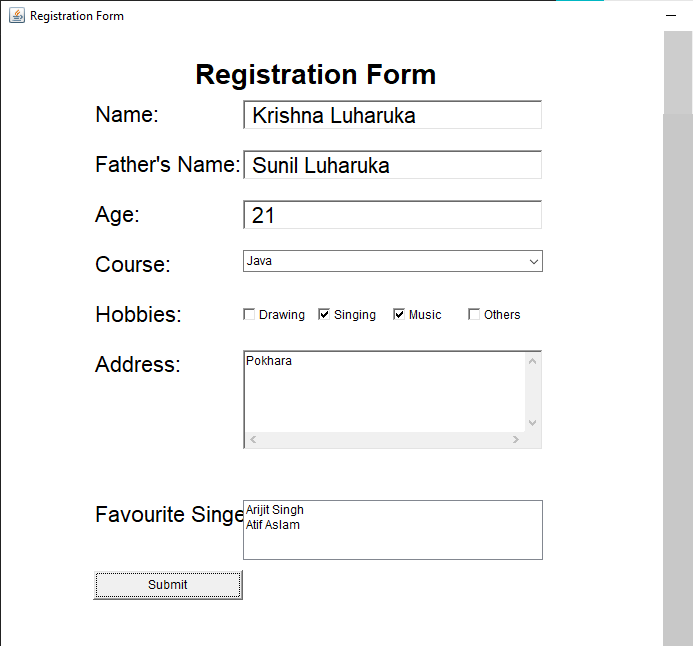 Registration Form
Registration Form
Name: Krishna Luharuka
Father's Name: Sunil Luharuka
Age: 21
Course: Java
Hobbies: Drawing Singing Music Others
Address: Pokhara
Favourite Singe Arijit Singh
Atif Aslam
Submit